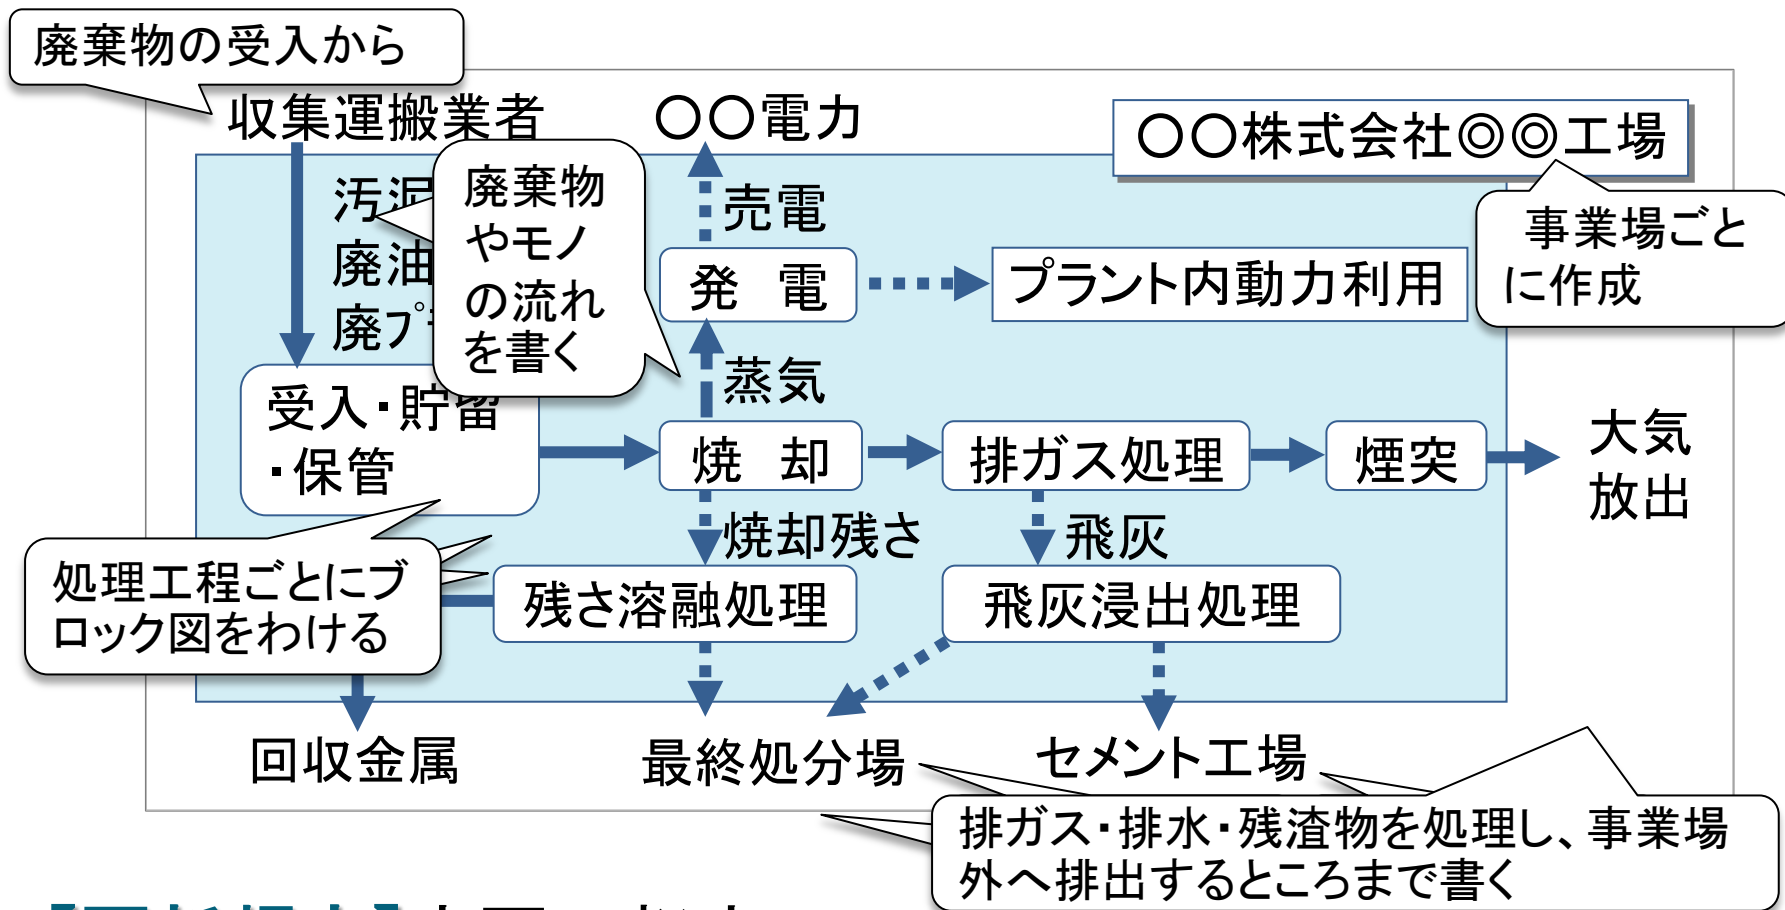 廃棄物の受入から
収集運搬業者
〇〇電力
〇〇株式会社◎◎工場
汚泥
廃油
廃プ
廃棄物
やモノ
の流れ
を書く
売電
事業場ごと
に作成
発 電
プラント内動力利用
蒸気
受入・貯留
・保管
焼 却
排ガス処理
煙突
大気
放出
焼却残さ
飛灰
処理工程ごとにブ
ロック図をわける
残さ溶融処理
飛灰浸出処理
回収金属
最終処分場
セメント工場
排ガス・排水・残渣物を処理し、事業場
外へ排出するところまで書く